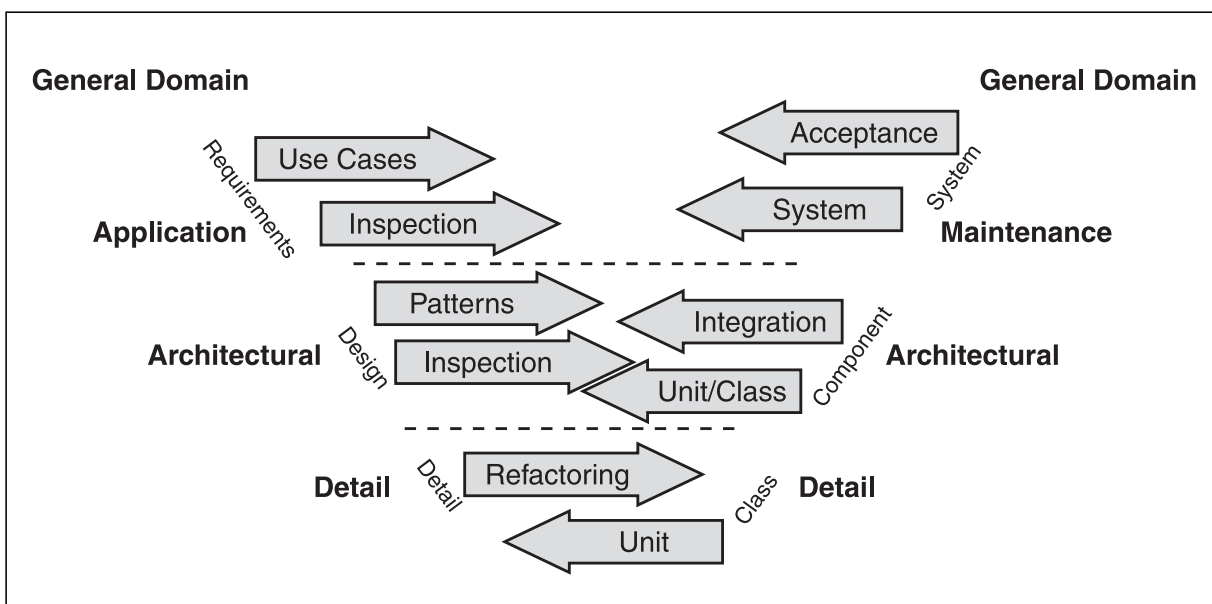 General Domain
General Domain
Acceptance
Use Cases
Requirements
System
System
Inspection
Application
Maintenance
Patterns
Integration
Architectural
Design
Inspection
Component
Architectural
Unit/Class
Refactoring
Detail
Detail
Class
Detail
Unit